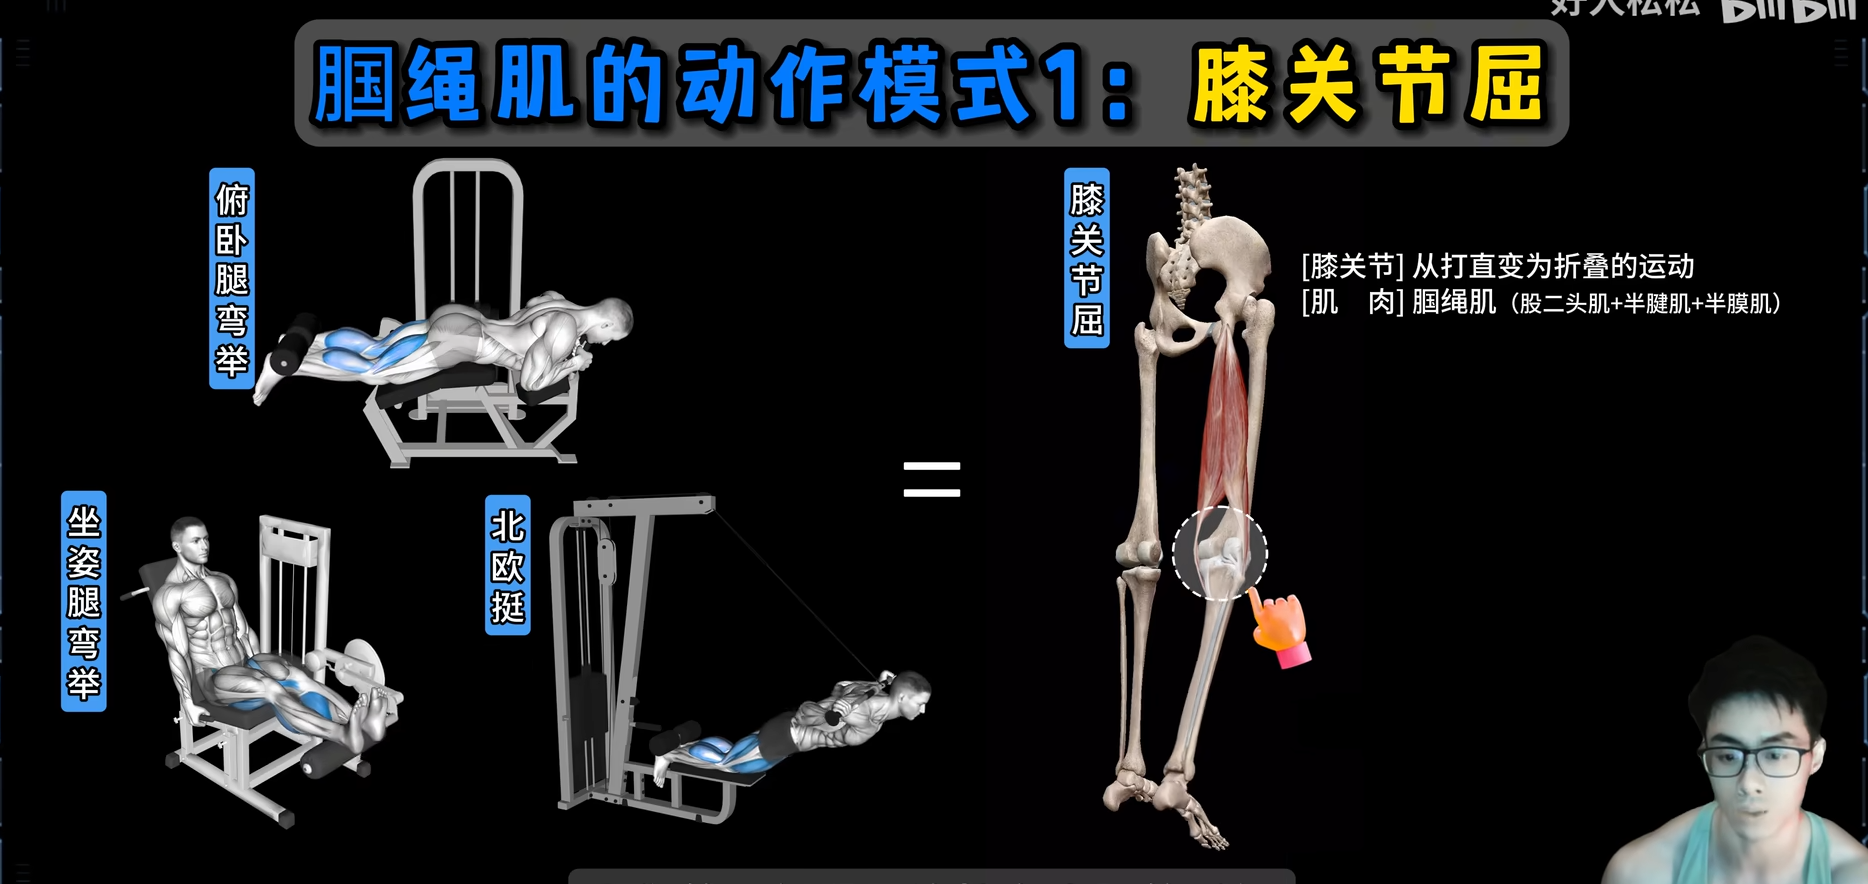 好人松松 bilibili
腘绳肌的动作模式1：膝关节屈
俯卧腿弯举
膝关节屈
[膝关节] 从打直变为折叠的运动
[肌　肉] 腘绳肌（股二头肌+半腱肌+半膜肌）
=
坐姿腿弯举
北欧挺